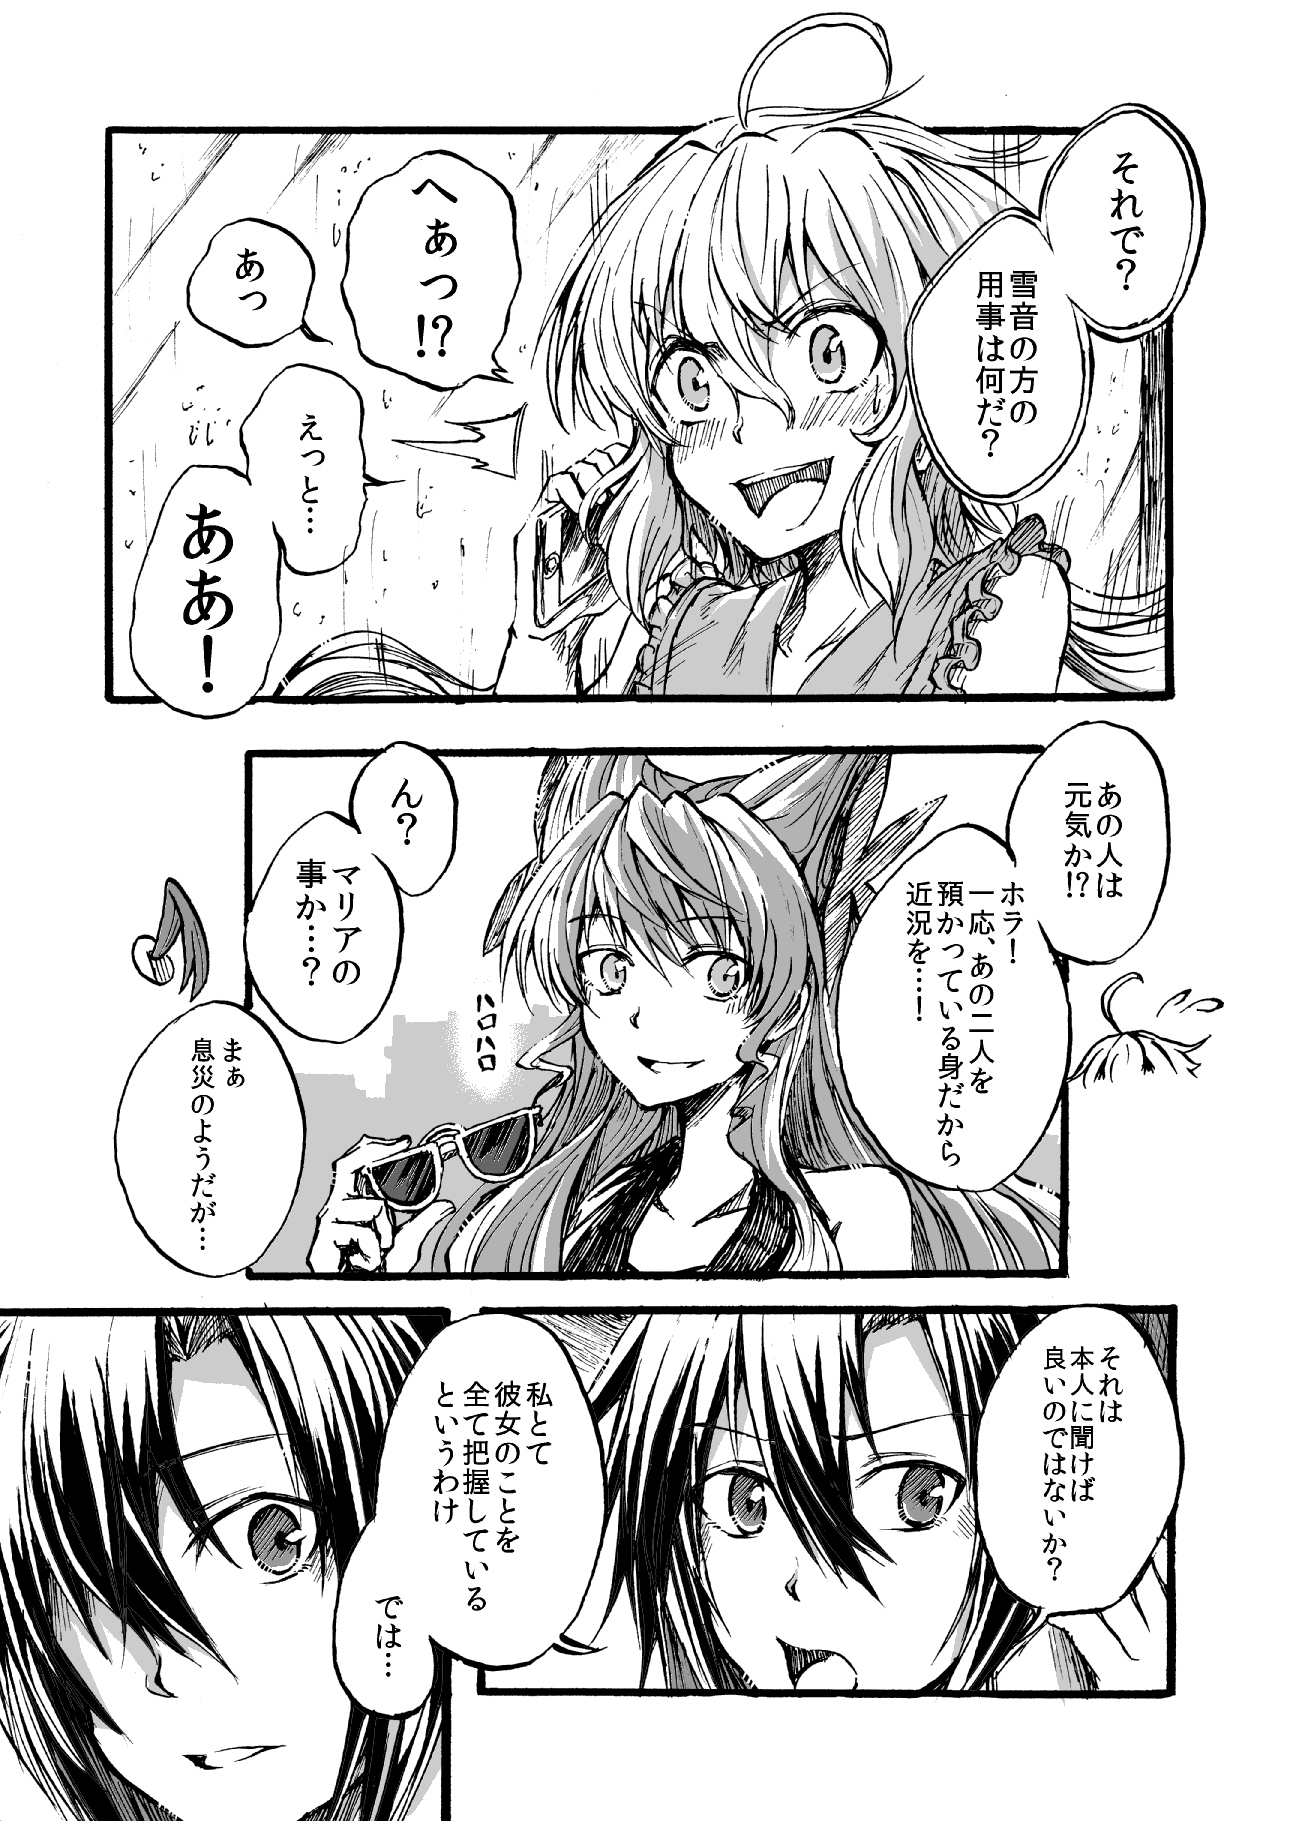 それで？
雪音の方の
用事は何だ？
へぁっ!?
あっ
えっと…
ああ！
あの人は
元気か!?
ホラ！
一応、あの二人を
預かっている身だから
近況を…！
ん？
マリアの
事か…？
ハロハロ
まぁ
息災のようだが…
それは
本人に聞けば
良いのではないか？
私とて
彼女のことを
全て把握している
というわけ
では…